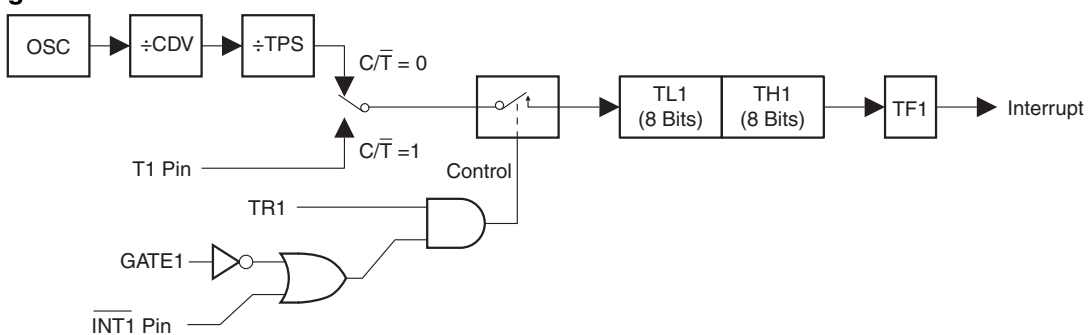 OSC
÷CDV
÷TPS
C/T̅ = 0
TL1
(8 Bits)
TH1
(8 Bits)
TF1
Interrupt
C/T̅ =1
T1 Pin
Control
TR1
GATE1
I̅N̅T̅1̅ Pin